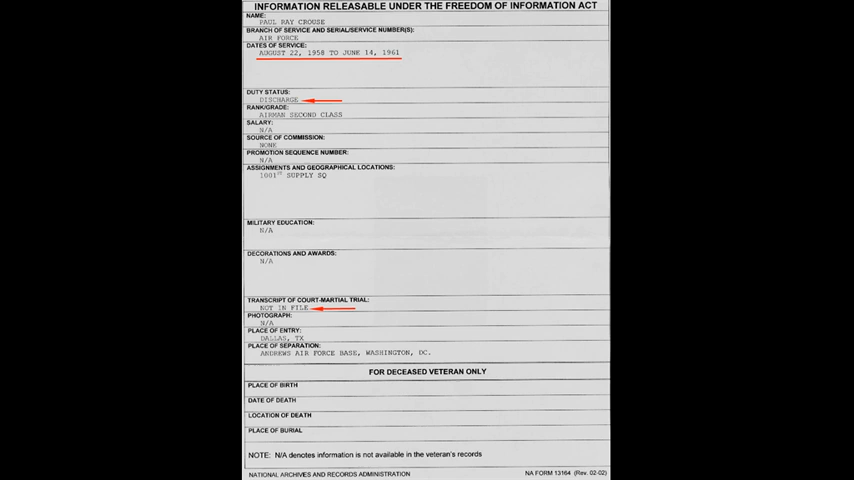 INFORMATION RELEASABLE UNDER THE FREEDOM OF INFORMATION ACT
NAME:
PAUL RAY CROUSE
BRANCH OF SERVICE AND SERIAL/SERVICE NUMBER(S):
AIR FORCE
DATES OF SERVICE:
AUGUST 22, 1958 TO JUNE 14, 1961
DUTY STATUS:
DISCHARGE
RANK/GRADE:
AIRMAN SECOND CLASS
SALARY:
N/A
SOURCE OF COMMISSION:
NONE
PROMOTION SEQUENCE NUMBER:
N/A
ASSIGNMENTS AND GEOGRAPHICAL LOCATIONS:
1001ST SUPPLY SQ
MILITARY EDUCATION:
N/A
DECORATIONS AND AWARDS:
N/A
TRANSCRIPT OF COURT-MARTIAL TRIAL:
NOT IN FILE
PHOTOGRAPH:
N/A
PLACE OF ENTRY:
DALLAS, TX
PLACE OF SEPARATION:
ANDREWS AIR FORCE BASE, WASHINGTON, DC.
FOR DECEASED VETERAN ONLY
PLACE OF BIRTH
DATE OF DEATH
LOCATION OF DEATH
PLACE OF BURIAL
NOTE: N/A denotes information is not available in the veteran's records
NATIONAL ARCHIVES AND RECORDS ADMINISTRATION NA FORM 13164 (Rev. 02-02)